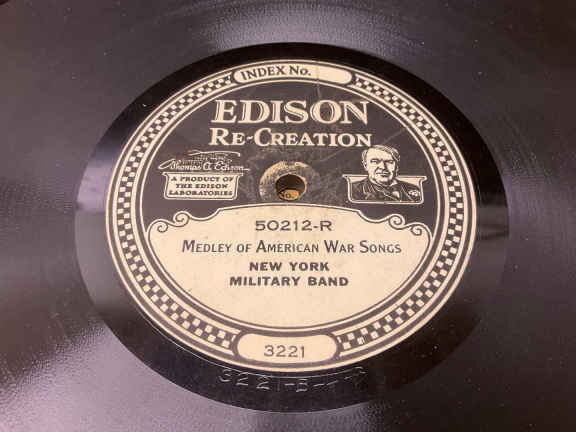 INDEX No.
EDISON
RE-CREATION
Thomas A. Edison
A PRODUCT OF
THE EDISON
LABORATORIES
No.
50212-R
MEDLEY OF AMERICAN WAR SONGS
NEW YORK
MILITARY BAND
3221